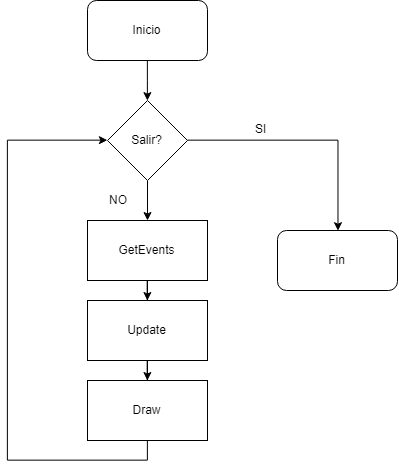 Inicio
Salir?
SI
NO
GetEvents
Fin
Update
Draw